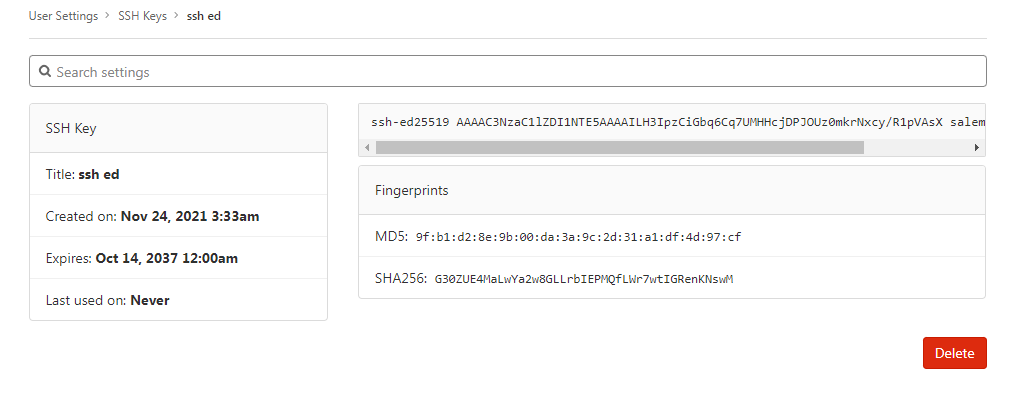 User Settings > SSH Keys > ssh ed
Search settings
SSH Key
Title: ssh ed
Created on: Nov 24, 2021 3:33am
Expires: Oct 14, 2037 12:00am
Last used on: Never
ssh-ed25519 AAAAC3NzaC1lZDI1NTE5AAAAILH3IpzCiGbq6Cq7UMHHcjDPJOUz0mkrNxcy/R1pVAsX salem
Fingerprints
MD5: 9f:b1:d2:8e:9b:00:da:3a:9c:2d:31:a1:df:4d:97:cf
SHA256: G30ZUE4MaLwYa2w8GLLrbIEPMQfLWr7wtIGRenKNswM
Delete